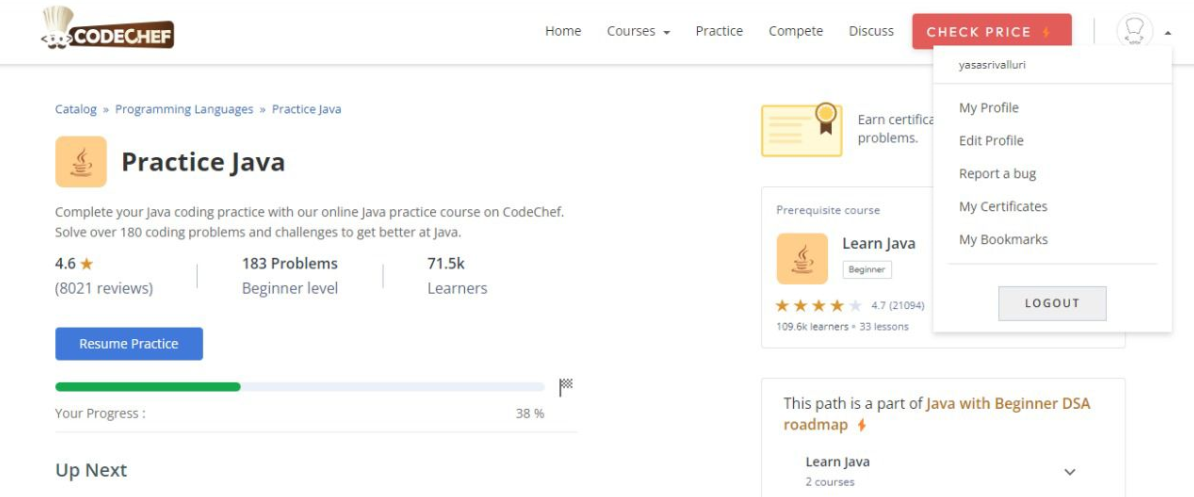 CODECHEF
Home Courses Practice Compete Discuss CHECK PRICE
yasasrivalluri
My Profile
Edit Profile
Report a bug
My Certificates
My Bookmarks
LOGOUT
Catalog » Programming Languages » Practice Java
Practice Java
Complete your Java coding practice with our online Java practice course on CodeChef.
Solve over 180 coding problems and challenges to get better at Java.
4.6 ★ 183 Problems 71.5k
(8021 reviews) Beginner level Learners
Resume Practice
Your Progress : 38 %
Up Next
Earn certifica
problems.
Prerequisite course
Learn Java
Beginner
4.7 (21094)
109.6k learners • 33 lessons
This path is a part of Java with Beginner DSA
roadmap
Learn Java
2 courses